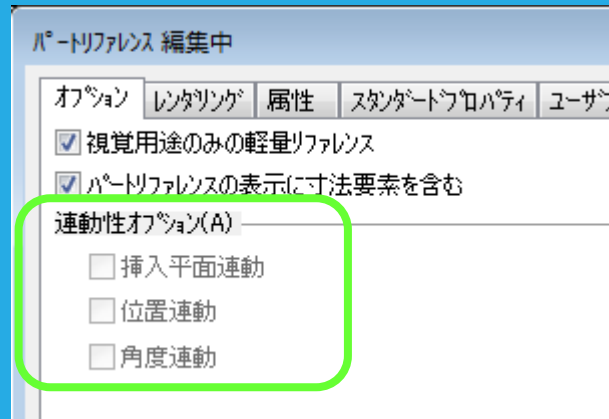 パートリファレンス 編集中
オプション レンダリング 属性 スタンダードプロパティ ユーザ
視覚用途のみの軽量リファレンス
パートリファレンスの表示に寸法要素を含む
連動性オプション(A)
挿入平面連動
位置連動
角度連動